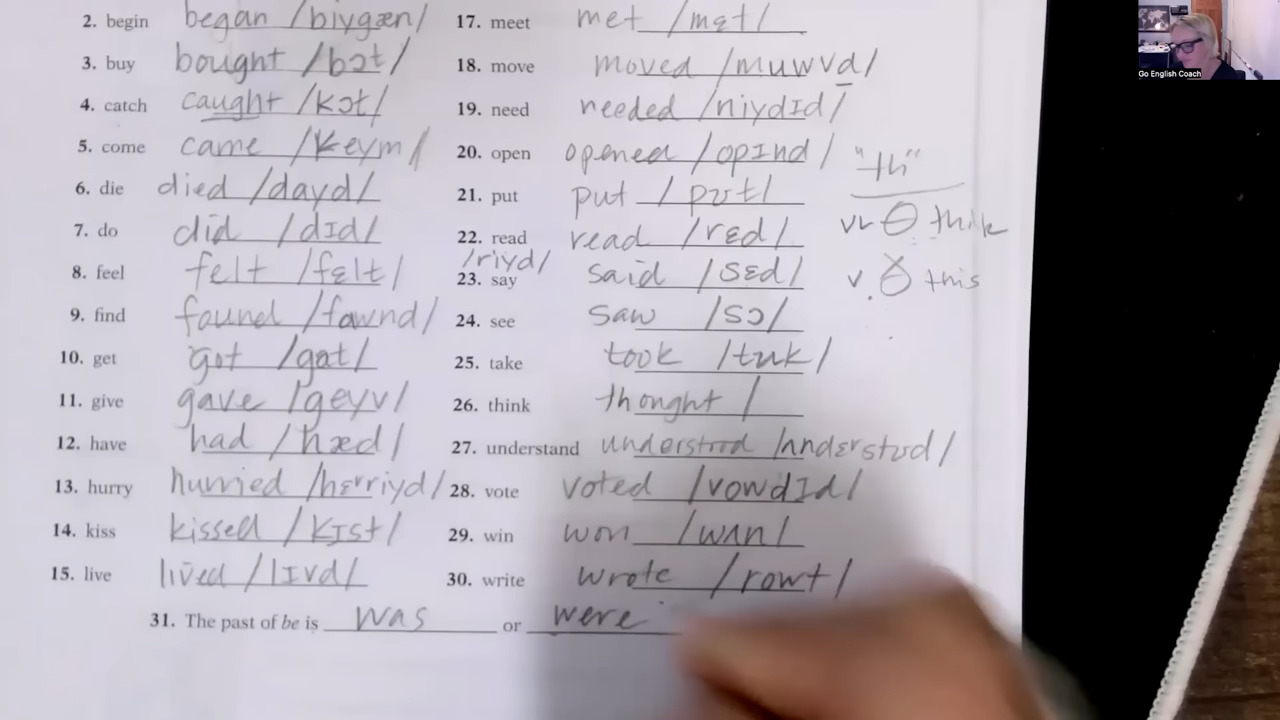 2. begin began /biygæn/
3. buy bought /bɔt/
4. catch caught /kɔt/
5. come came /keym/
6. die died /dayd/
7. do did /dɪd/
8. feel felt /fɛlt/
9. find found /fawnd/
10. get got /gat/
11. give gave /geyv/
12. have had /hæd/
13. hurry hurried /hɛrriyd/
14. kiss kissed /kɪst/
15. live lived /lɪvd/
17. meet met /mɛt/
18. move moved /muwvd/
19. need needed /niydɪd/
20. open opened /opɪnd/
21. put put /pʊt/
22. read read /rɛd/
/riyd/
23. say said /sɛd/
24. see saw /sɔ/
25. take took /tʊk/
26. think thought /
27. understand understood /ʌndɛrstʊd/
28. vote voted /vowdɪd/
29. win won /wʌn/
30. write wrote /rowt/
31. The past of be is was or were
"th"
θ think
v. ð this
Go English Coach